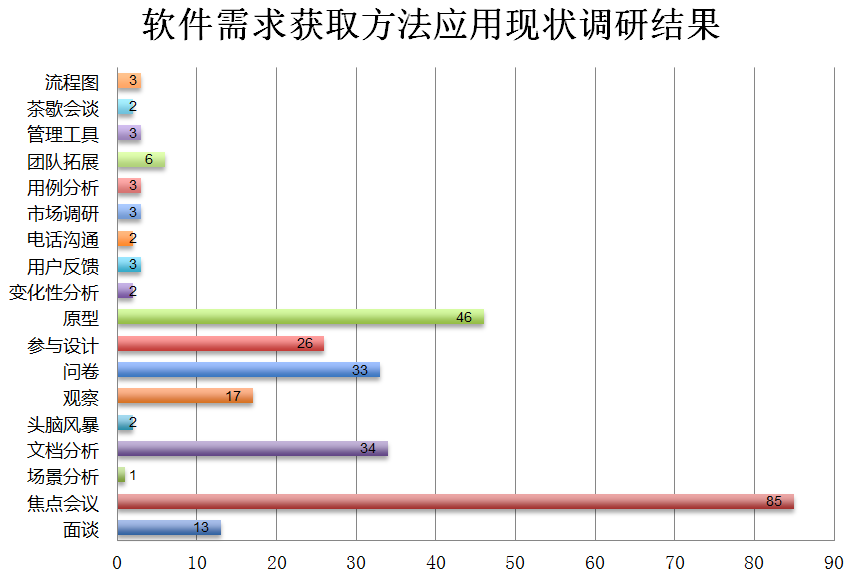 软件需求获取方法应用现状调研结果
流程图 3
茶歇会谈 2
管理工具 3
团队拓展 6
用例分析 3
市场调研 3
电话沟通 2
用户反馈 3
变化性分析 2
原型 46
参与设计 26
问卷 33
观察 17
头脑风暴 2
文档分析 34
场景分析 1
焦点会议 85
面谈 13
0 10 20 30 40 50 60 70 80 90